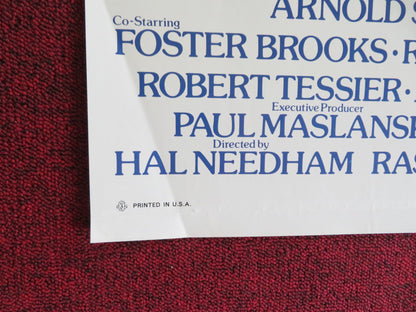 ARNOLD S
Co-Starring
FOSTER BROOKS · R
ROBERT TESSIER ·
Executive Producer
PAUL MASLANS
Directed by
HAL NEEDHAM RAS
PRINTED IN U.S.A.